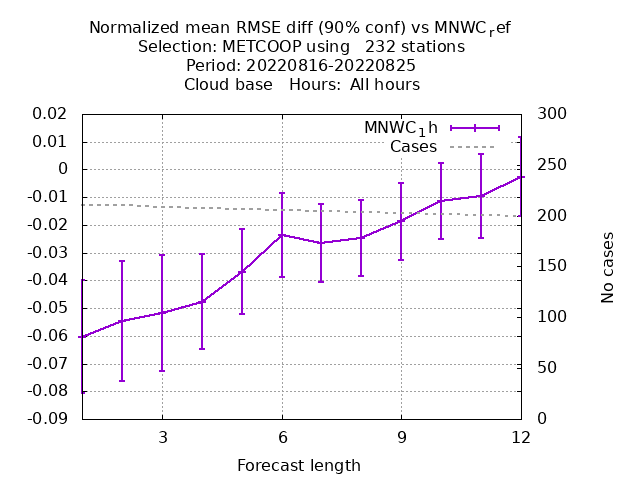 Normalized mean RMSE diff (90% conf) vs MNWC_ref
Selection: METCOOP using   232 stations
Period: 20220816-20220825
Cloud base   Hours:  All hours
MNWC_1h
Cases
0.02
0.01
0
-0.01
-0.02
-0.03
-0.04
-0.05
-0.06
-0.07
-0.08
-0.09
300
250
200
150
100
50
0
No cases
3
6
9
12
Forecast length